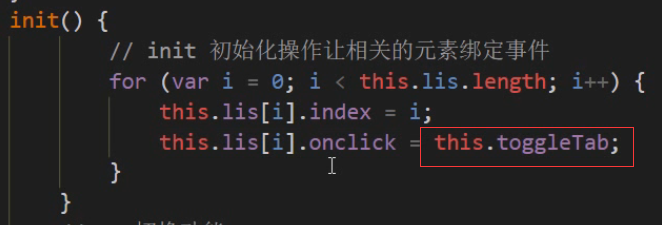 init() {
// init 初始化操作让相关的元素绑定事件
for (var i = 0; i < this.lis.length; i++) {
this.lis[i].index = i;
this.lis[i].onclick = this.toggleTab;
}
}